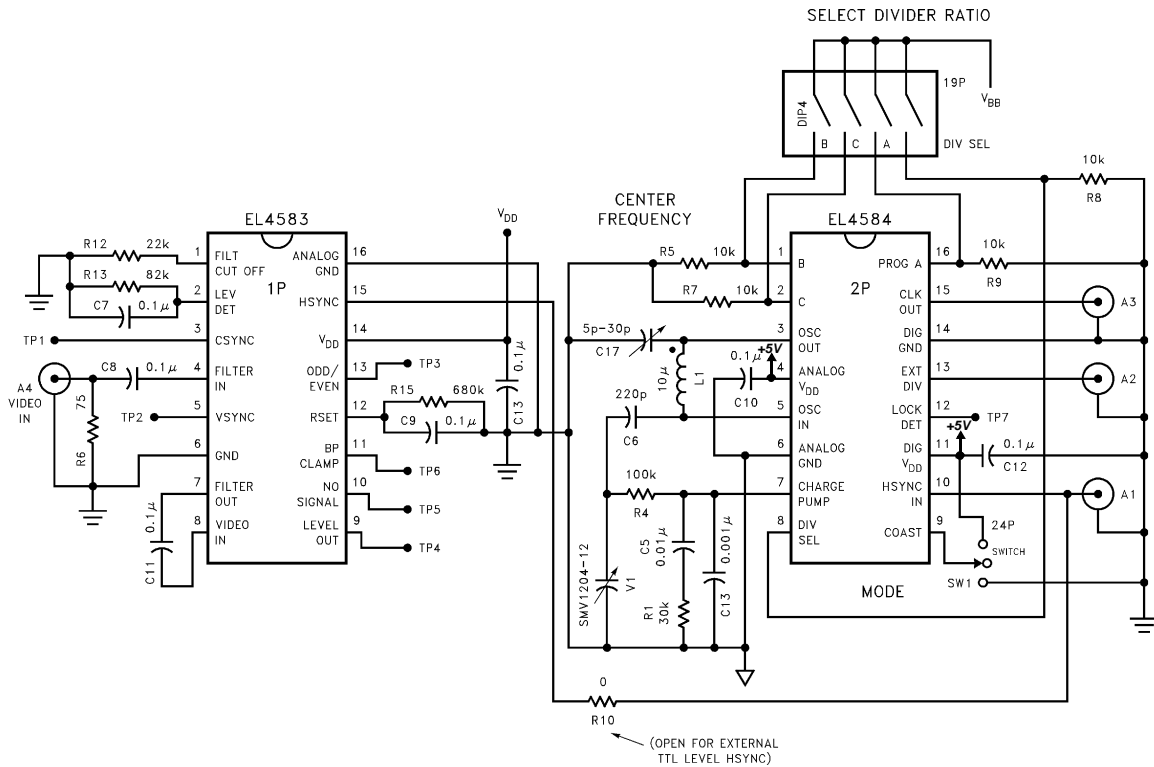 SELECT DIVIDER RATIO
19P
V_BB
DIP4
B C A
DIV SEL
10k
R8
CENTER
FREQUENCY
EL4583
1P
V_DD
R12 22k
R13 82k
C7 0.1μ
TP1
A4
VIDEO
IN
C8 0.1μ
75
R6
TP2
0.1μ
C11
1 FILT
CUT OFF
2 LEV
DET
3 CSYNC
4 FILTER
IN
5 VSYNC
6 GND
7 FILTER
OUT
8 VIDEO
IN
ANALOG 16
GND
HSYNC 15
V_DD 14
ODD/ 13
EVEN
RSET 12
BP 11
CLAMP
NO 10
SIGNAL
LEVEL 9
OUT
TP3
R15 680k
C9 0.1μ
TP6
TP5
TP4
0.1μ
C13
EL4584
2P
R5 10k
R7 10k
5p-30p
C17
10μ
L1
0.1μ
+5V
C10
220p
C6
100k
R4
SMV1204-12
V1
C5
0.01μ
R1
30k
0.001μ
C13
1 B
2 C
3 OSC
OUT
4 ANALOG
V_DD
5 OSC
IN
6 ANALOG
GND
7 CHARGE
PUMP
8 DIV
SEL
PROG A 16
CLK 15
OUT
DIG 14
GND
EXT 13
DIV
LOCK 12
DET
DIG 11
V_DD
HSYNC 10
IN
COAST 9
10k
R9
A3
A2
TP7
+5V
0.1μ
C12
A1
24P
SWITCH
SW1
MODE
0
R10
(OPEN FOR EXTERNAL
TTL LEVEL HSYNC)